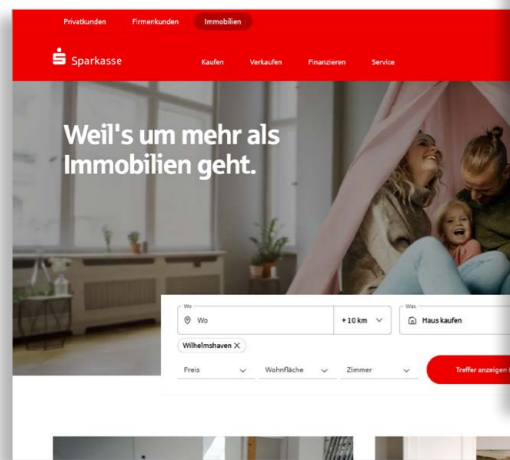 Privatkunden Firmenkunden Immobilien
Sparkasse Kaufen Verkaufen Finanzieren Service
Weil's um mehr als
Immobilien geht.
Wo Was
Wo +10 km Haus kaufen
Wilhelmshaven X
Preis Wohnfläche Zimmer Treffer anzeigen